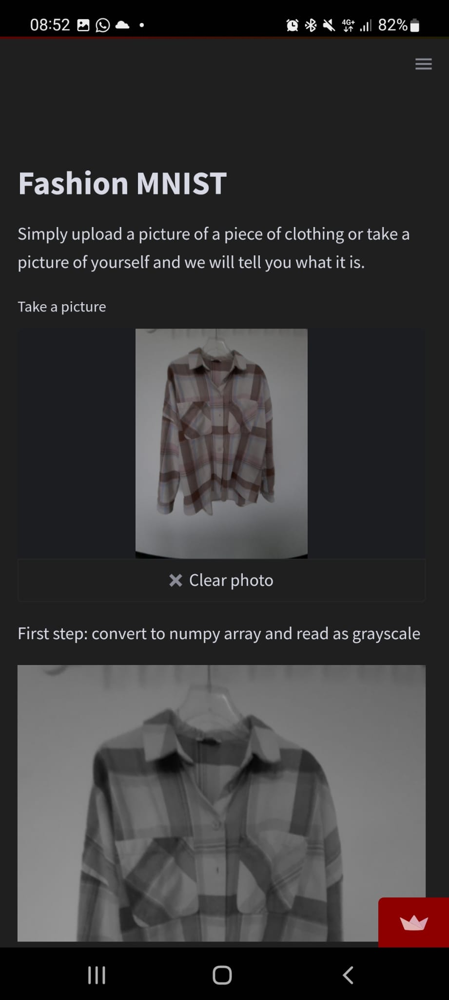 08:52
4G+
82%
Fashion MNIST
Simply upload a picture of a piece of clothing or take a
picture of yourself and we will tell you what it is.
Take a picture
Clear photo
First step: convert to numpy array and read as grayscale